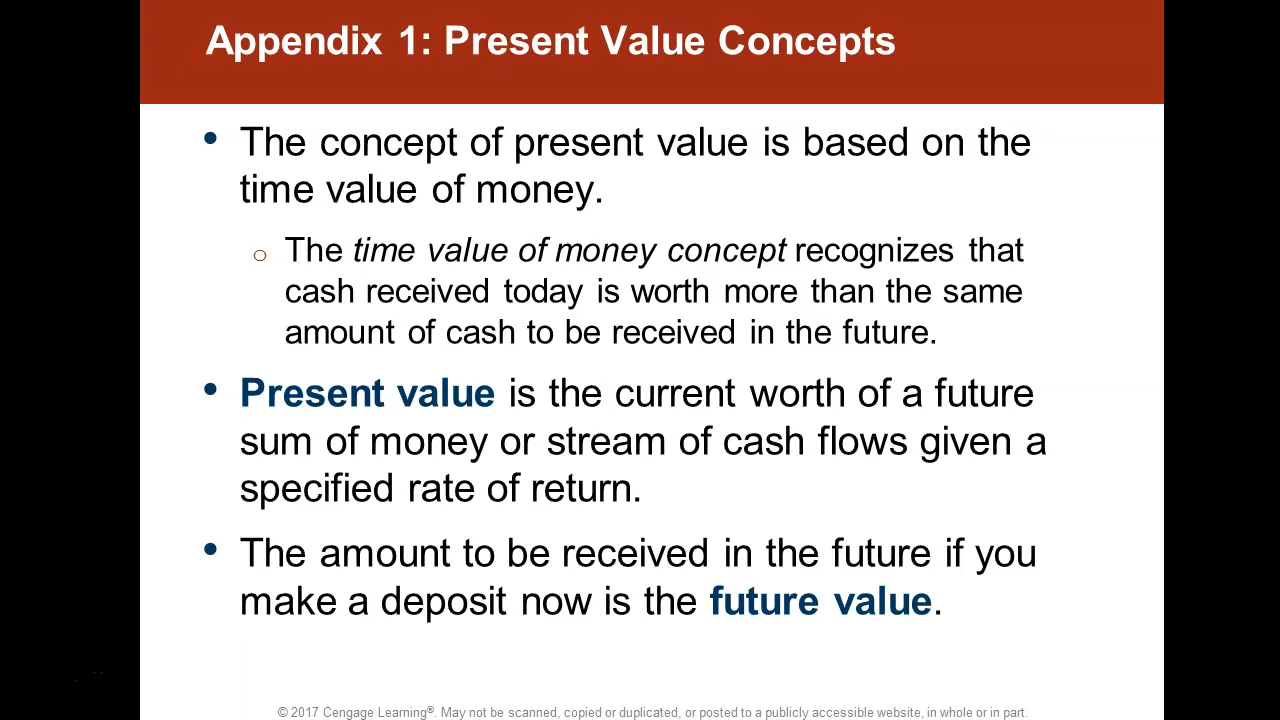 Appendix 1: Present Value Concepts
• The concept of present value is based on the
time value of money.
o The time value of money concept recognizes that
cash received today is worth more than the same
amount of cash to be received in the future.
• Present value is the current worth of a future
sum of money or stream of cash flows given a
specified rate of return.
• The amount to be received in the future if you
make a deposit now is the future value.
© 2017 Cengage Learning®. May not be scanned, copied or duplicated, or posted to a publicly accessible website, in whole or in part.